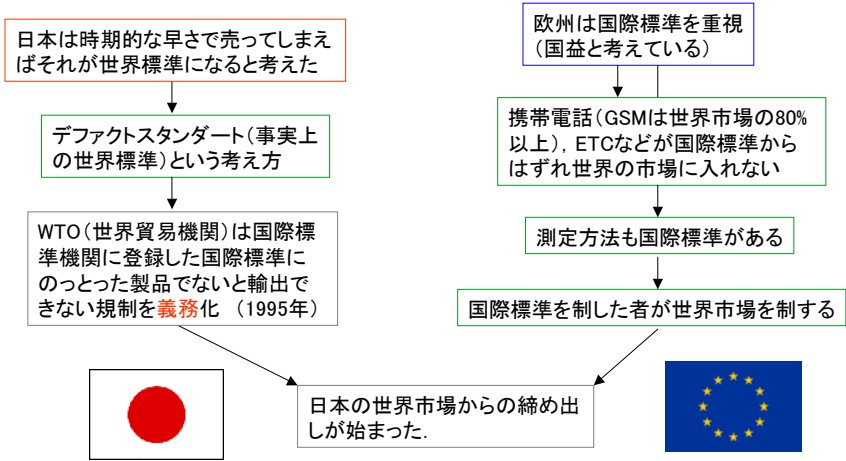 日本は時期的な早さで売ってしまえ
ばそれが世界標準になると考えた
デファクトスタンダート(事実上
の世界標準)という考え方
WTO(世界貿易機関)は国際標
準機関に登録した国際標準に
のっとった製品でないと輸出で
きない規制を義務化 (1995年)
欧州は国際標準を重視
(国益と考えている)
携帯電話(GSMは世界市場の80%
以上), ETCなどが国際標準から
はずれ世界の市場に入れない
測定方法も国際標準がある
国際標準を制した者が世界市場を制する
日本の世界市場からの締め出
しが始まった.